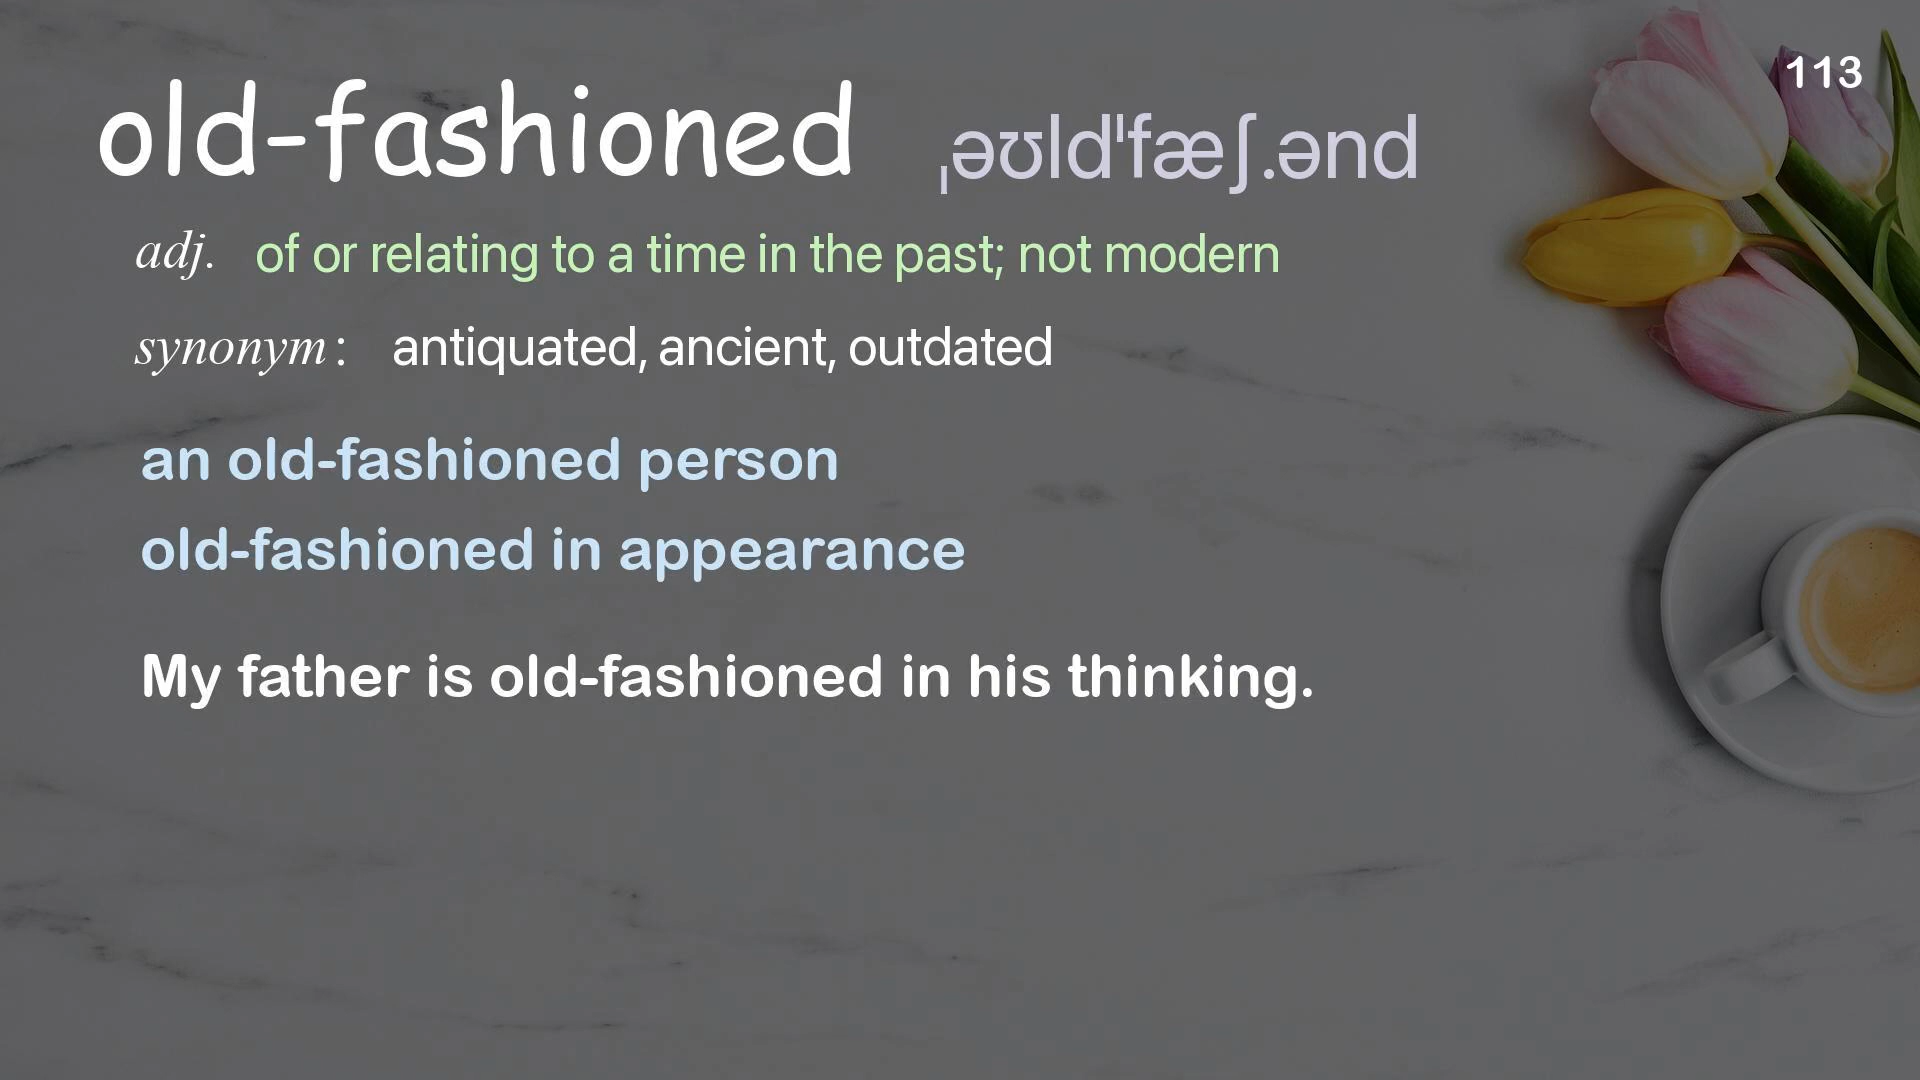 113
old-fashioned ˌəʊldˈfæʃ.ənd
adj. of or relating to a time in the past; not modern
synonym: antiquated, ancient, outdated
an old-fashioned person
old-fashioned in appearance
My father is old-fashioned in his thinking.